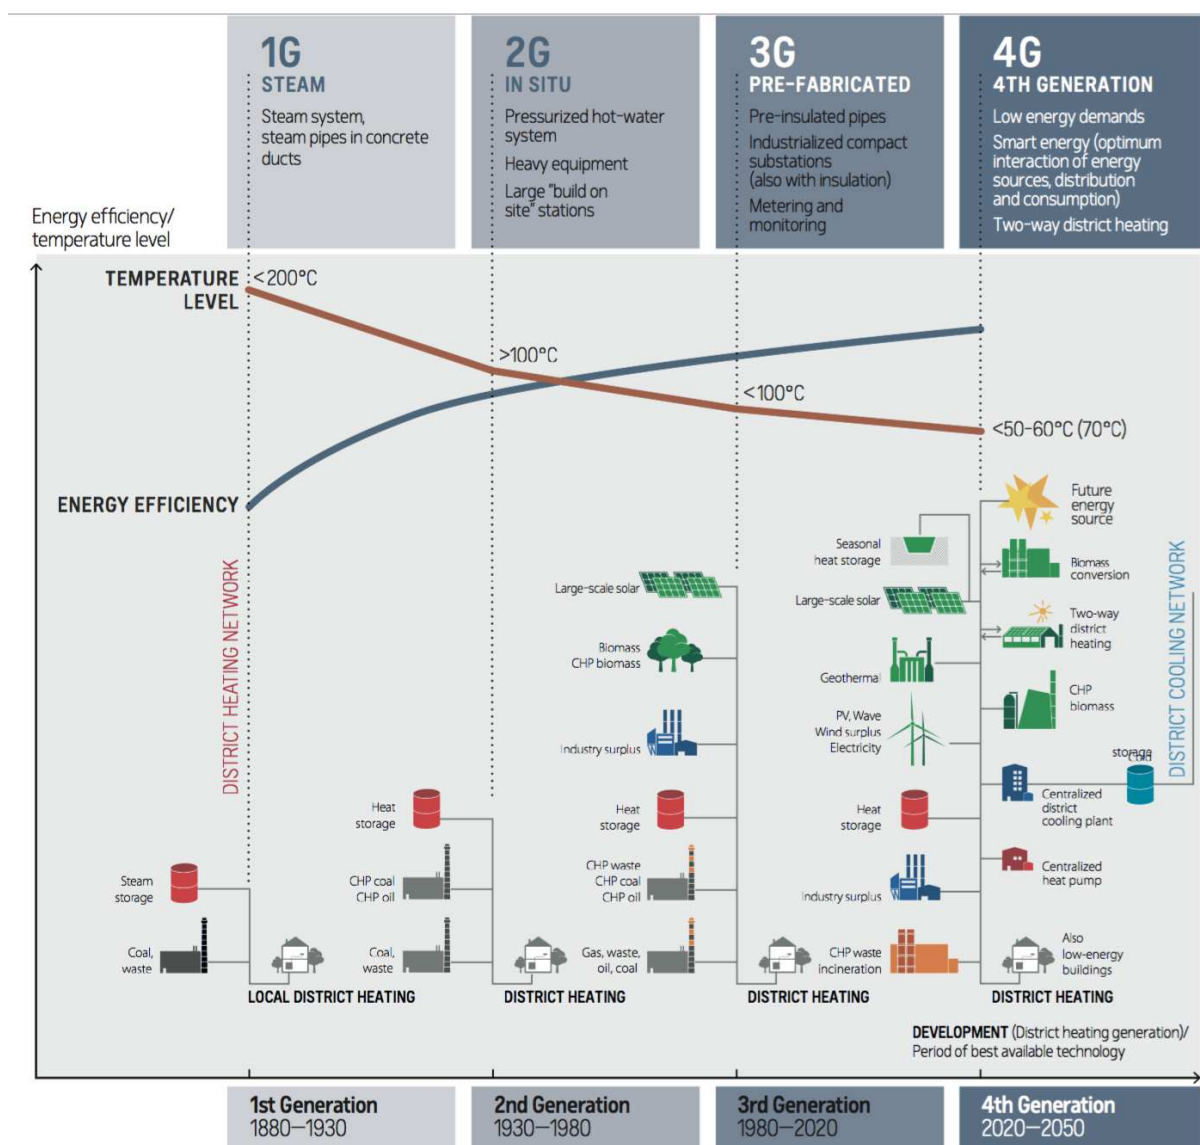 1G
STEAM
Steam system,
steam pipes in concrete
ducts
2G
IN SITU
Pressurized hot-water
system
Heavy equipment
Large "build on
site" stations
3G
PRE-FABRICATED
Pre-insulated pipes
Industrialized compact
substations
(also with insulation)
Metering and
monitoring
4G
4TH GENERATION
Low energy demands
Smart energy (optimum
interaction of energy
sources, distribution
and consumption)
Two-way district heating
Energy efficiency/
temperature level
TEMPERATURE
LEVEL
<200°C
>100°C
<100°C
<50-60°C (70°C)
ENERGY EFFICIENCY
DISTRICT HEATING NETWORK
Steam
storage
Coal,
waste
LOCAL DISTRICT HEATING
Heat
storage
CHP coal
CHP oil
Coal,
waste
DISTRICT HEATING
Large-scale solar
Biomass
CHP biomass
Industry surplus
Heat
storage
CHP waste
CHP coal
CHP oil
Gas, waste,
oil, coal
DISTRICT HEATING
Seasonal
heat storage
Large-scale solar
Geothermal
PV, Wave
Wind surplus
Electricity
Heat
storage
Industry surplus
CHP waste
incineration
Future
energy
source
Biomass
conversion
Two-way
district
heating
CHP
biomass
storage
Cold
Centralized
district
cooling plant
Centralized
heat pump
Also
low-energy
buildings
DISTRICT HEATING
DISTRICT COOLING NETWORK
DEVELOPMENT (District heating generation)/
Period of best available technology
1st Generation
1880–1930
2nd Generation
1930–1980
3rd Generation
1980–2020
4th Generation
2020–2050